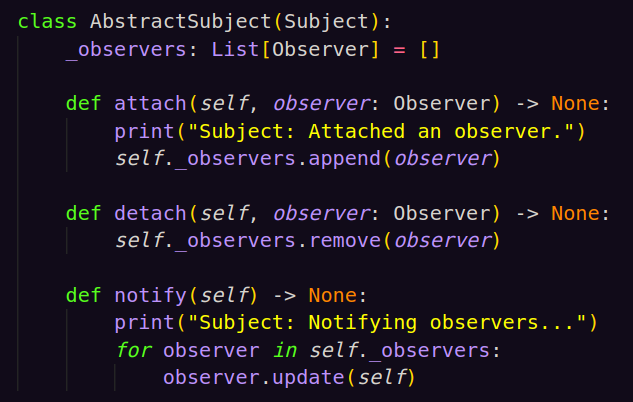 class AbstractSubject(Subject):
    _observers: List[Observer] = []

    def attach(self, observer: Observer) -> None:
        print("Subject: Attached an observer.")
        self._observers.append(observer)

    def detach(self, observer: Observer) -> None:
        self._observers.remove(observer)

    def notify(self) -> None:
        print("Subject: Notifying observers...")
        for observer in self._observers:
            observer.update(self)